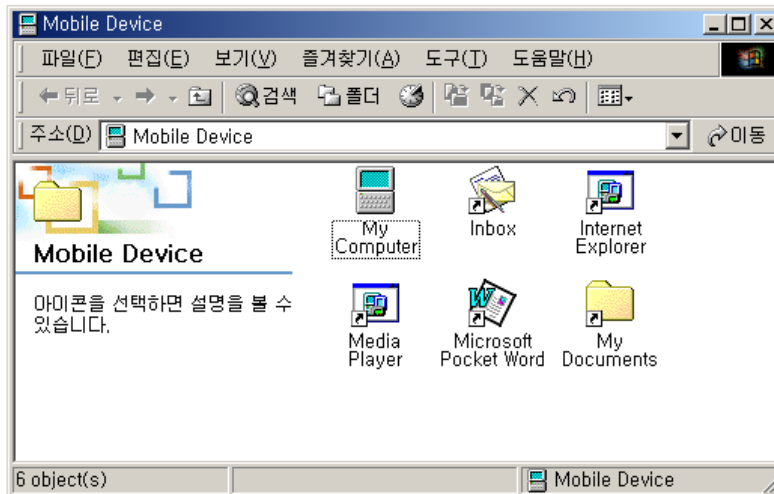 Mobile Device
파일(F) 편집(E) 보기(V) 즐겨찾기(A) 도구(T) 도움말(H)
뒤로 검색 폴더
주소(D) Mobile Device 이동
Mobile Device
아이콘을 선택하면 설명을 볼 수
있습니다.
My
Computer
Inbox
Internet
Explorer
Media
Player
Microsoft
Pocket Word
My
Documents
6 object(s) Mobile Device